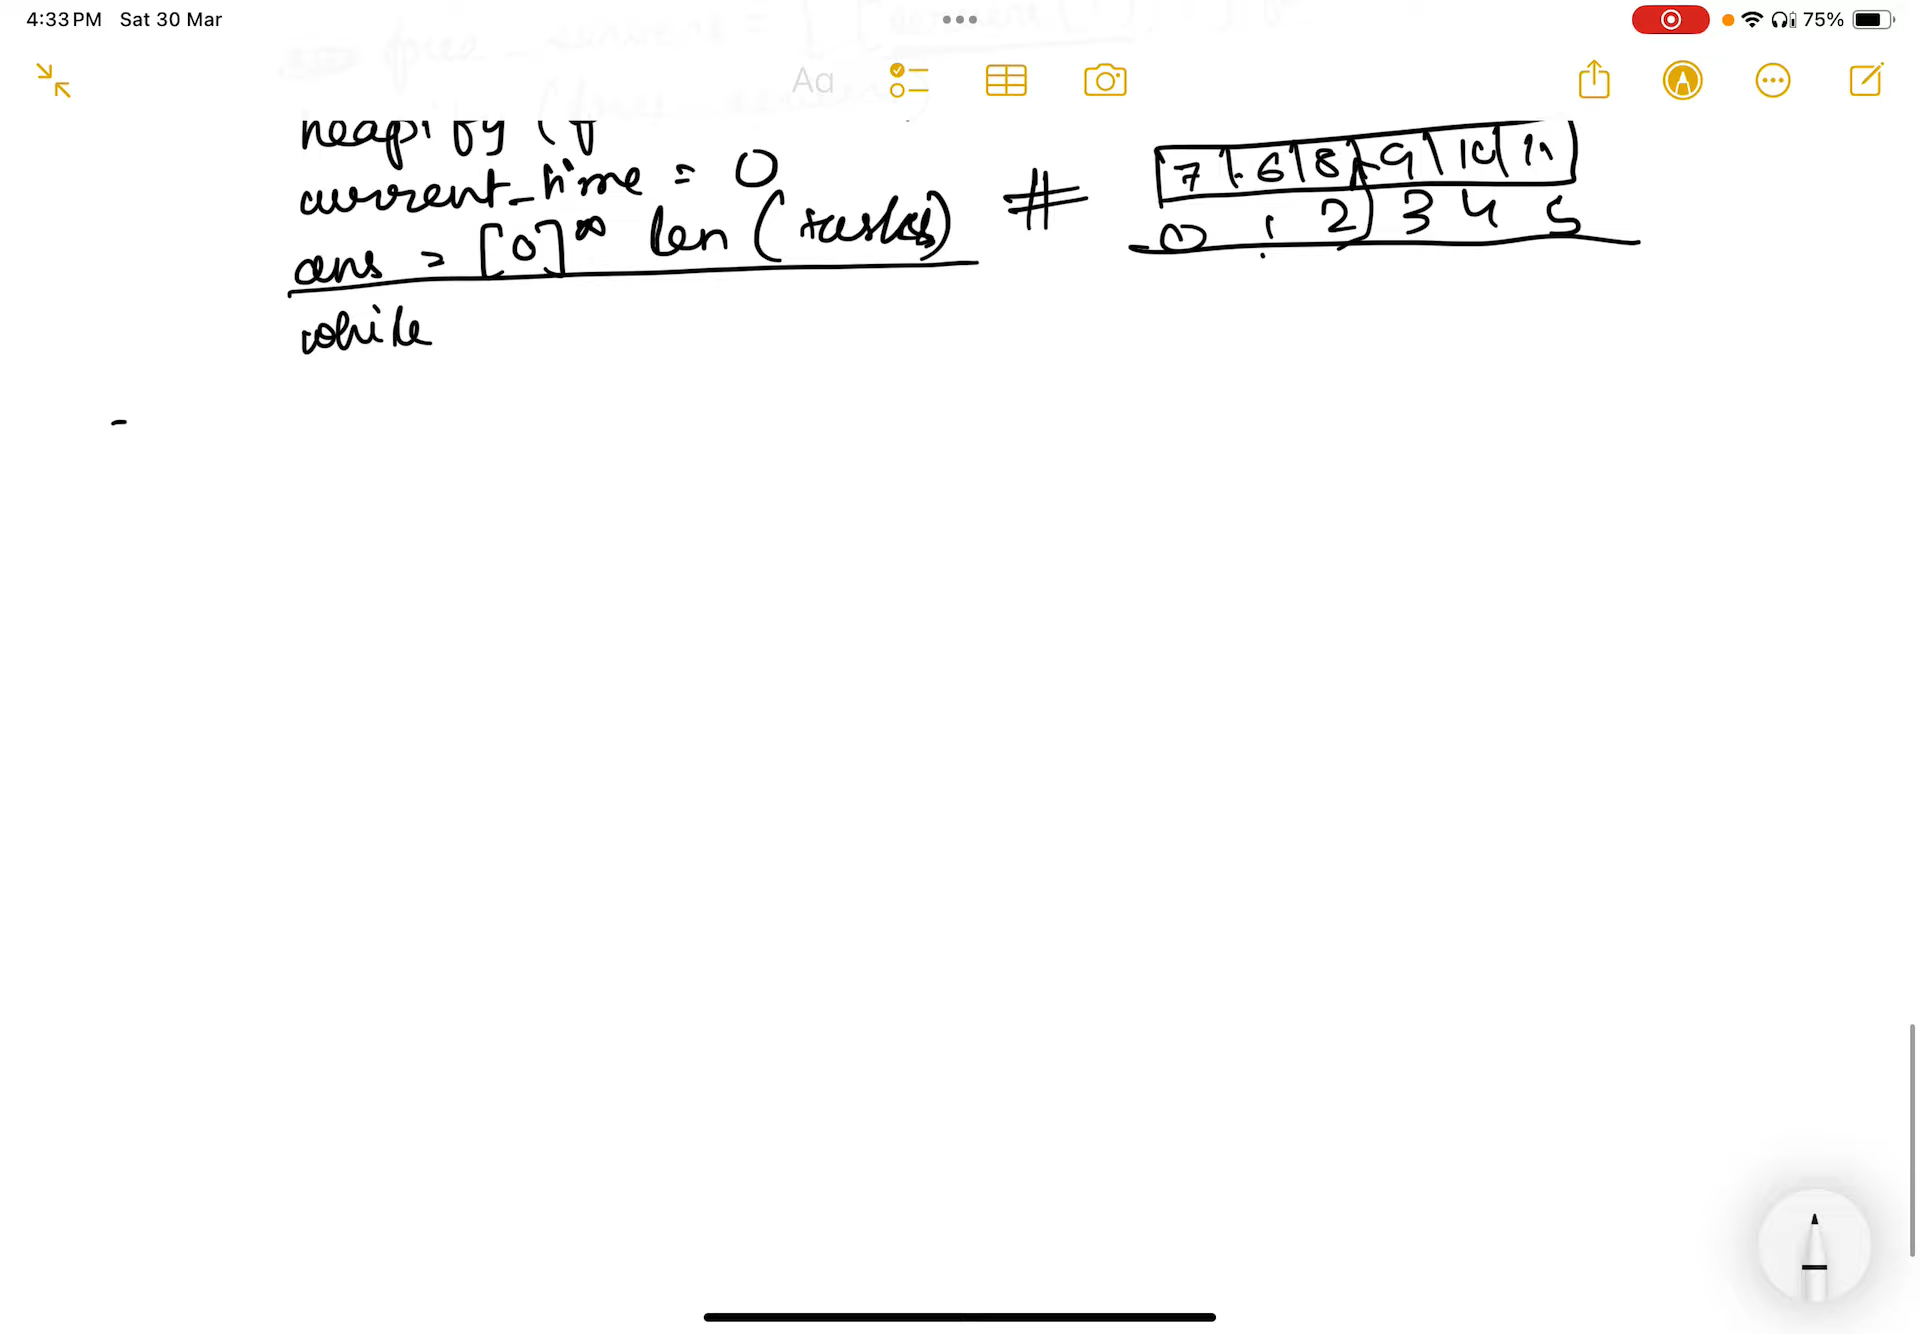 4:33 PM Sat 30 Mar
75%
Aa
heapify (f
current_time = 0
ans = [0]* len (tasks) #
while
7 6 8 9 10 11
0 1 2 3 4 5